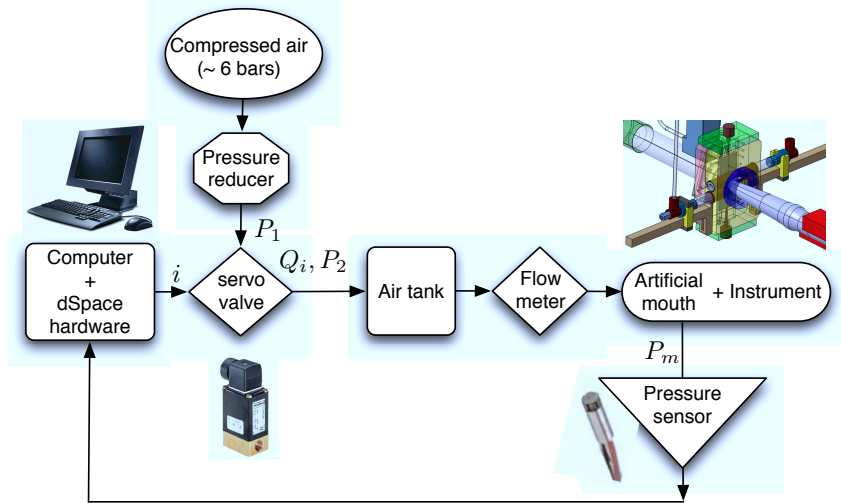 Compressed air
(~ 6 bars)
Pressure
reducer
P₁
Computer
+
dSpace
hardware
i
servo
valve
Qᵢ, P₂
Air tank
Flow
meter
Artificial
mouth + Instrument
Pₘ
Pressure
sensor